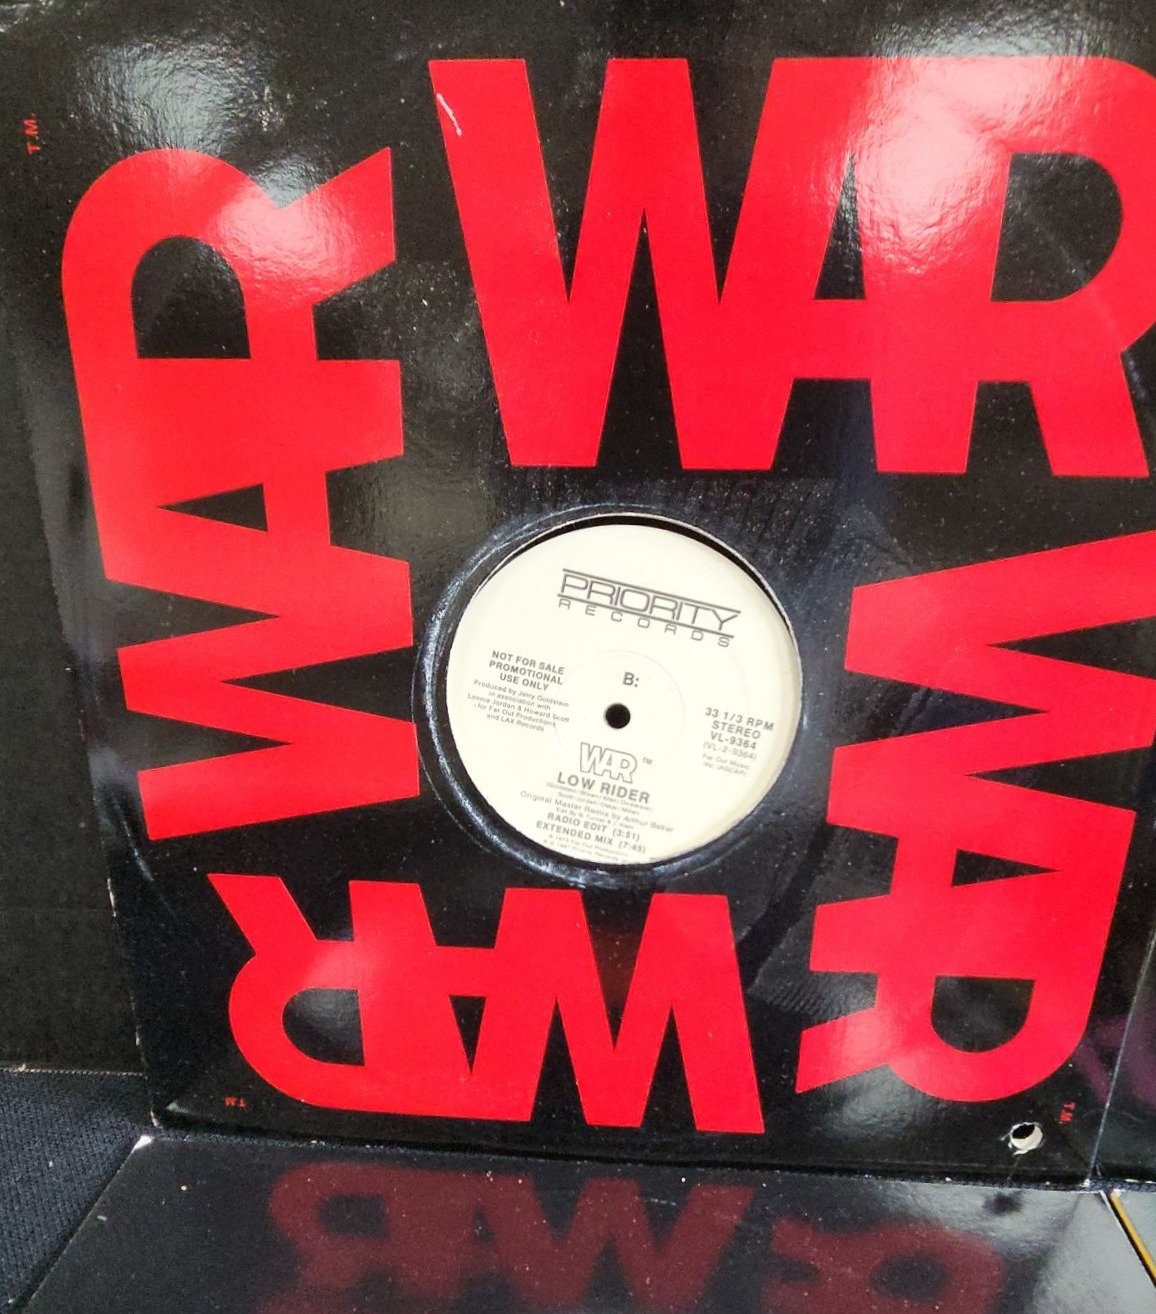 WAR
T.M.
WAR
WAR
WAR
T.M.
T.M.
PRIORITY
RECORDS
NOT FOR SALE
PROMOTIONAL
USE ONLY
Produced by Jerry Goldstein
in association with
Lonnie Jordan & Howard Scott
for Far Out Productions
and LAX Records
B:
33 1/3 RPM
STEREO
VL-9364
(VL-2-9364)
Far Out Music,
Inc. (ASCAP)
WAR TM
LOW RIDER
Original Master Remix by Arthur Baker
RADIO EDIT (3:51)
EXTENDED MIX (7:45)